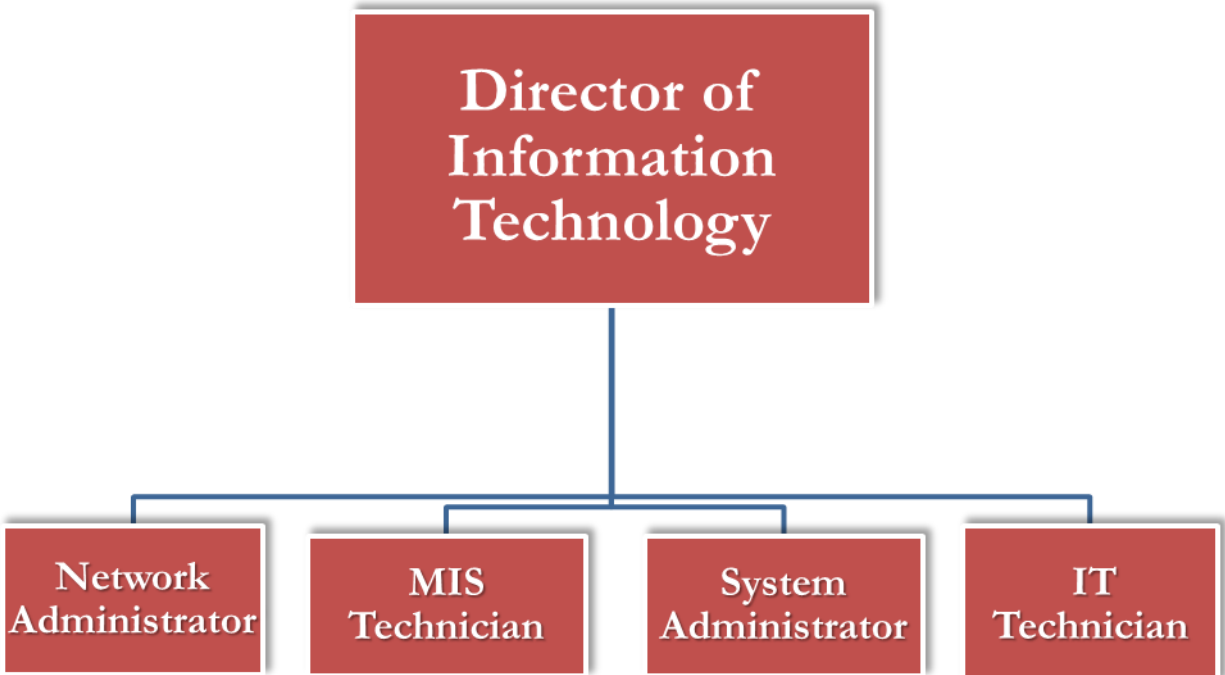 Director of
Information
Technology
Network
Administrator
MIS
Technician
System
Administrator
IT
Technician